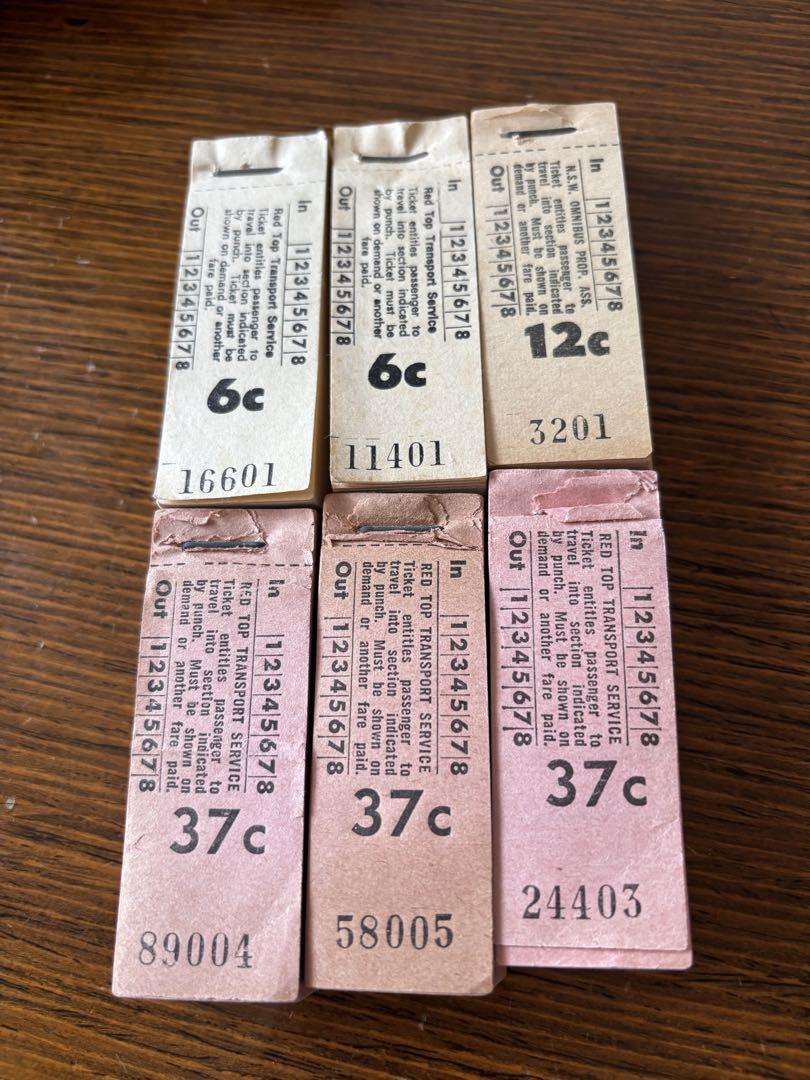 In 1 2 3 4 5 6 7 8
Red Top Transport Service
Ticket entitles passenger to
travel into section indicated
by punch. Ticket must be
shown on demand or another
fare paid.
Out 1 2 3 4 5 6 7 8
6c
16601
In 1 2 3 4 5 6 7 8
Red Top Transport Service
Ticket entitles passenger to
travel into section indicated
by punch. Ticket must be
shown on demand or another
fare paid.
Out 1 2 3 4 5 6 7 8
6c
11401
In 1 2 3 4 5 6 7 8
N.S.W. OMNIBUS PROP. ASS.
Ticket entitles passenger to
travel into section indicated
by punch. Must be shown on
demand or another fare paid.
Out 1 2 3 4 5 6 7 8
12c
3201
In 1 2 3 4 5 6 7 8
RED TOP TRANSPORT SERVICE
Ticket entitles passenger to
travel into section indicated
by punch. Must be shown on
demand or another fare paid.
Out 1 2 3 4 5 6 7 8
37c
89004
In 1 2 3 4 5 6 7 8
RED TOP TRANSPORT SERVICE
Ticket entitles passenger to
travel into section indicated
by punch. Must be shown on
demand or another fare paid.
Out 1 2 3 4 5 6 7 8
37c
58005
In 1 2 3 4 5 6 7 8
RED TOP TRANSPORT SERVICE
Ticket entitles passenger to
travel into section indicated
by punch. Must be shown on
demand or another fare paid.
Out 1 2 3 4 5 6 7 8
37c
24403